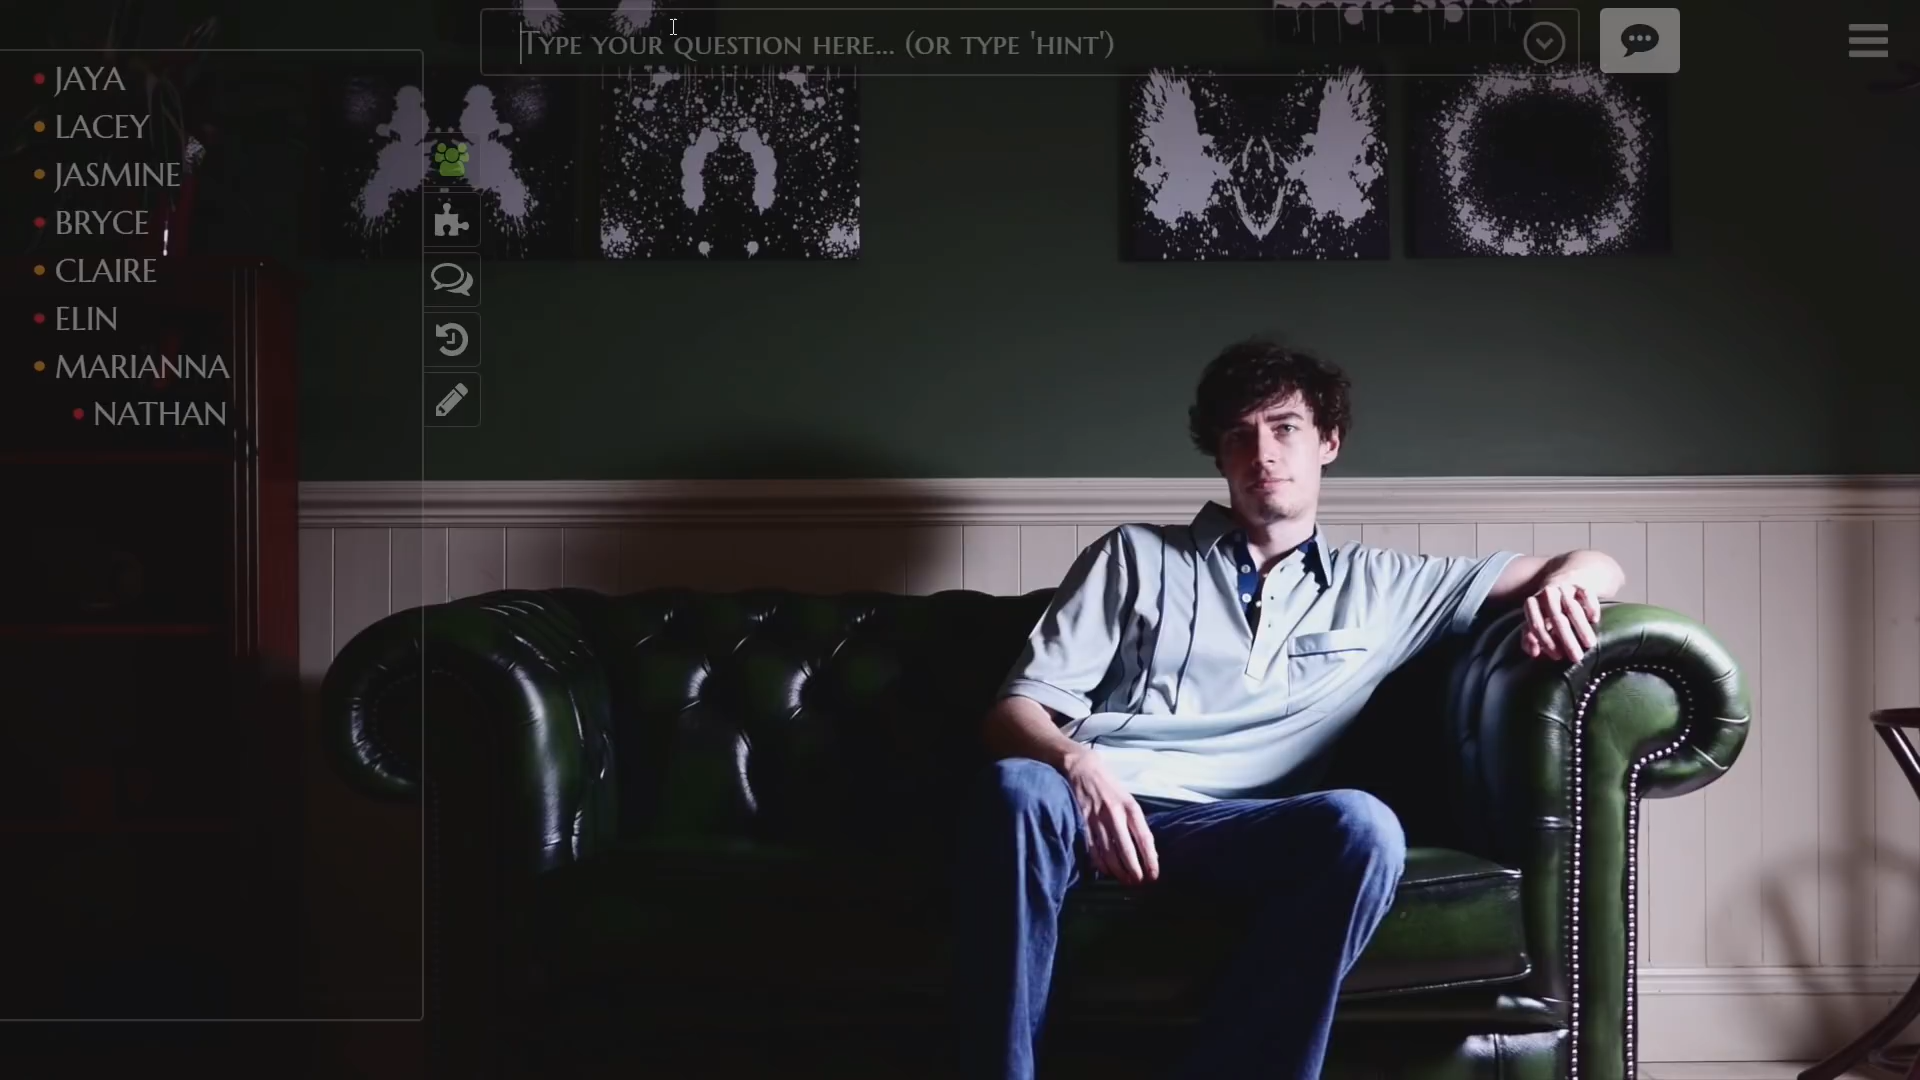 Type your question here... (or type 'hint')
JAYA
LACEY
JASMINE
BRYCE
CLAIRE
ELIN
MARIANNA
NATHAN